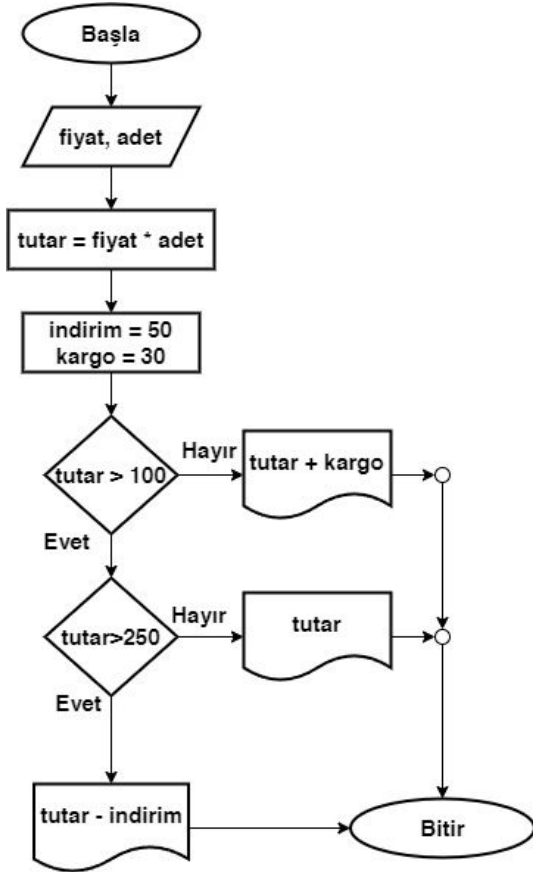 Başla
fiyat, adet
tutar = fiyat * adet
indirim = 50
kargo = 30
tutar > 100
Hayır
tutar + kargo
Evet
tutar>250
Hayır
tutar
Evet
tutar - indirim
Bitir